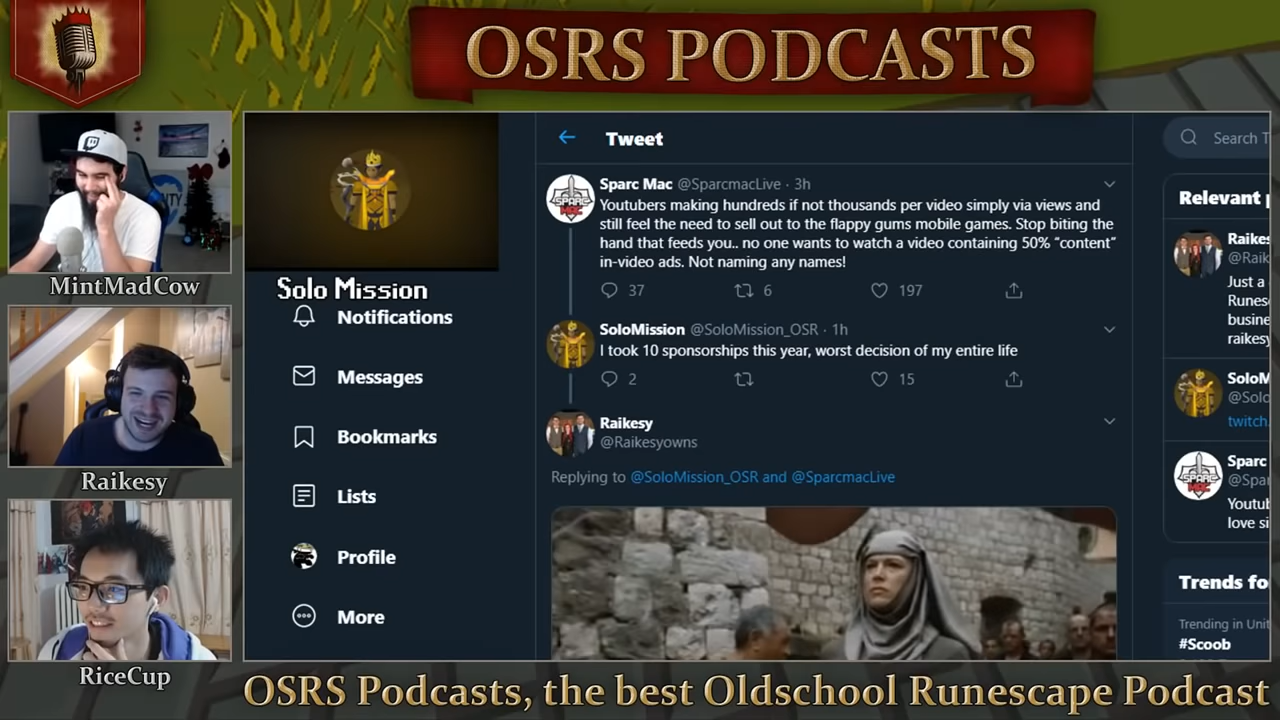 OSRS PODCASTS
MintMadCow
Raikesy
RiceCup
Solo Mission
Notifications
Messages
Bookmarks
Lists
Profile
More
Tweet
Sparc Mac @SparcmacLive · 3h
Youtubers making hundreds if not thousands per video simply via views and
still feel the need to sell out to the flappy gums mobile games. Stop biting the
hand that feeds you.. no one wants to watch a video containing 50% "content"
in-video ads. Not naming any names!
37 6 197
SoloMission @SoloMission_OSR · 1h
I took 10 sponsorships this year, worst decision of my entire life
2 15
Raikesy
@Raikesyowns
Replying to @SoloMission_OSR and @SparcmacLive
Search T
Relevant p
Raikes
@Raik
Just a
Runes
busine
raikesy
SoloM
@Solo
twitch.
Sparc
@Spar
Youtub
love si
Trends fo
Trending in Unit
#Scoob
OSRS Podcasts, the best Oldschool Runescape Podcast